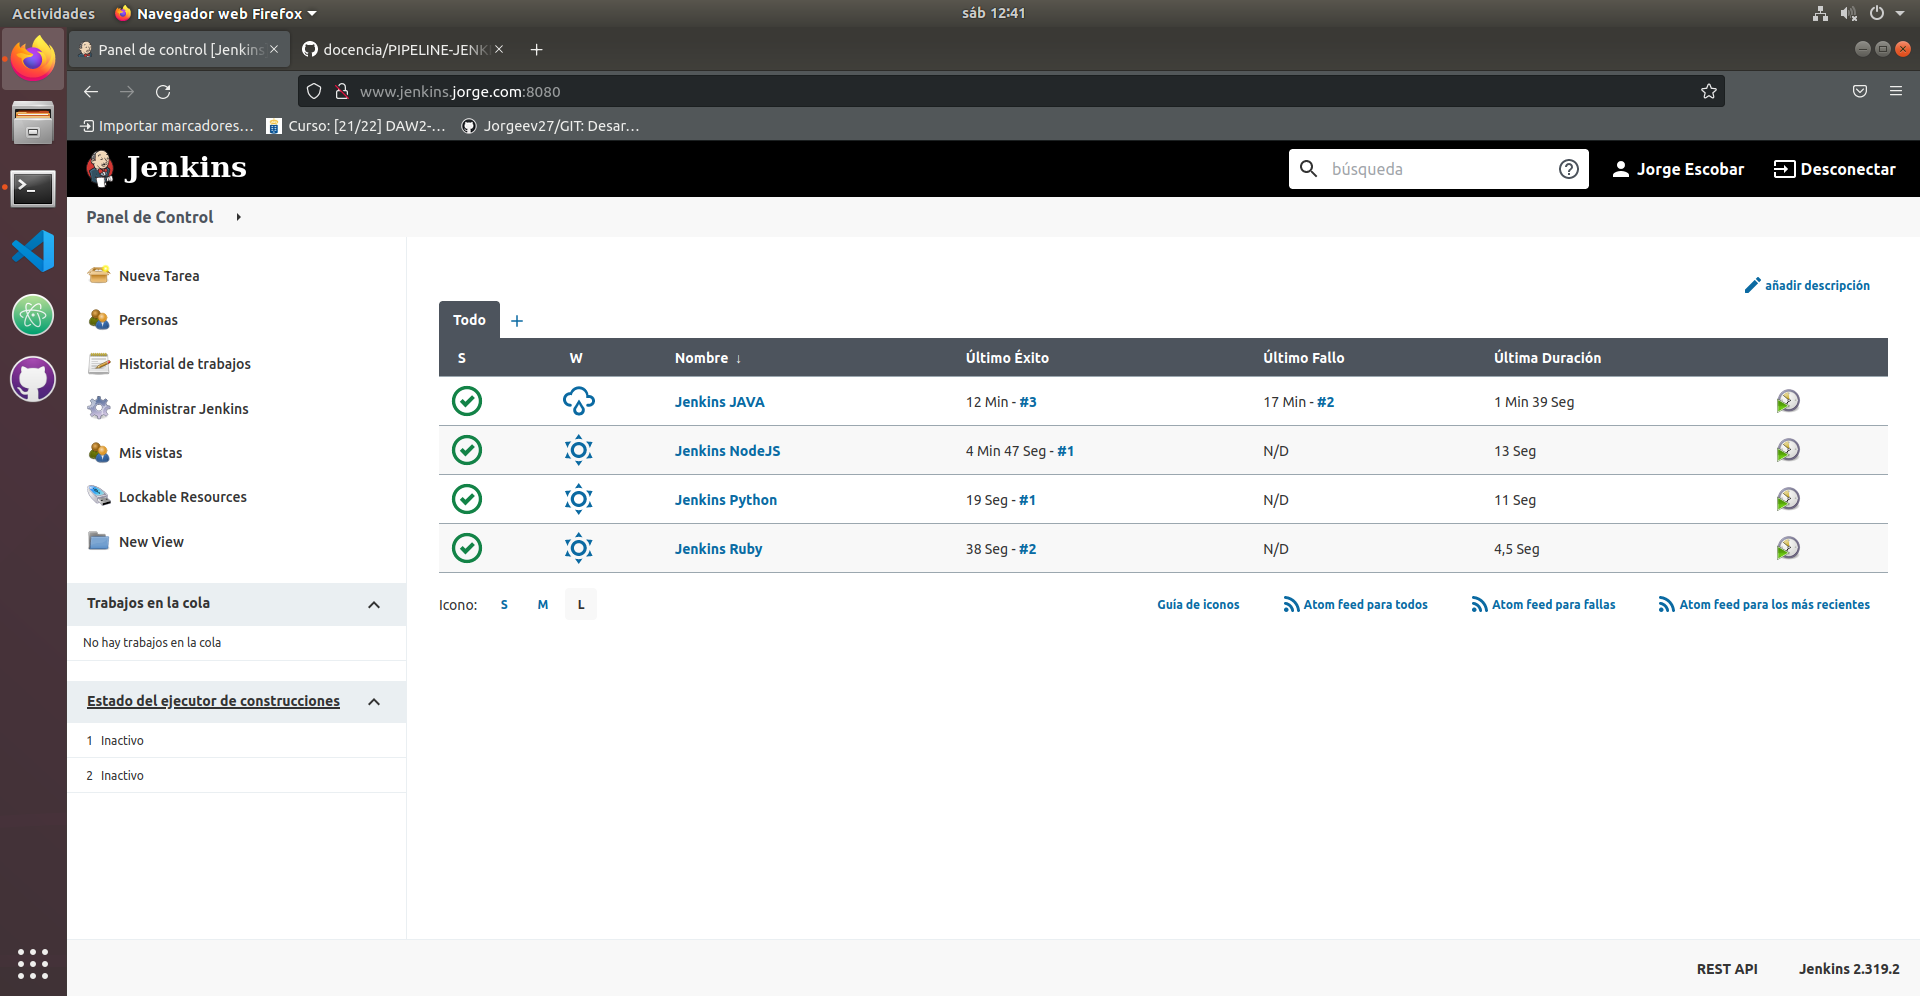 Actividades Navegador web Firefox sáb 12:41
Panel de control [Jenkins docencia/PIPELINE-JENK
www.jenkins.jorge.com:8080
Importar marcadores… Curso: [21/22] DAW2-… Jorgeev27/GIT: Desar…
Jenkins búsqueda Jorge Escobar Desconectar
Panel de Control
Nueva Tarea
Personas
Historial de trabajos
Administrar Jenkins
Mis vistas
Lockable Resources
New View
Trabajos en la cola
No hay trabajos en la cola
Estado del ejecutor de construcciones
1 Inactivo
2 Inactivo
añadir descripción
Todo +
S W Nombre ↓ Último Éxito Último Fallo Última Duración
Jenkins JAVA 12 Min - #3 17 Min - #2 1 Min 39 Seg
Jenkins NodeJS 4 Min 47 Seg - #1 N/D 13 Seg
Jenkins Python 19 Seg - #1 N/D 11 Seg
Jenkins Ruby 38 Seg - #2 N/D 4,5 Seg
Icono: S M L Guía de iconos Atom feed para todos Atom feed para fallas Atom feed para los más recientes
REST API Jenkins 2.319.2